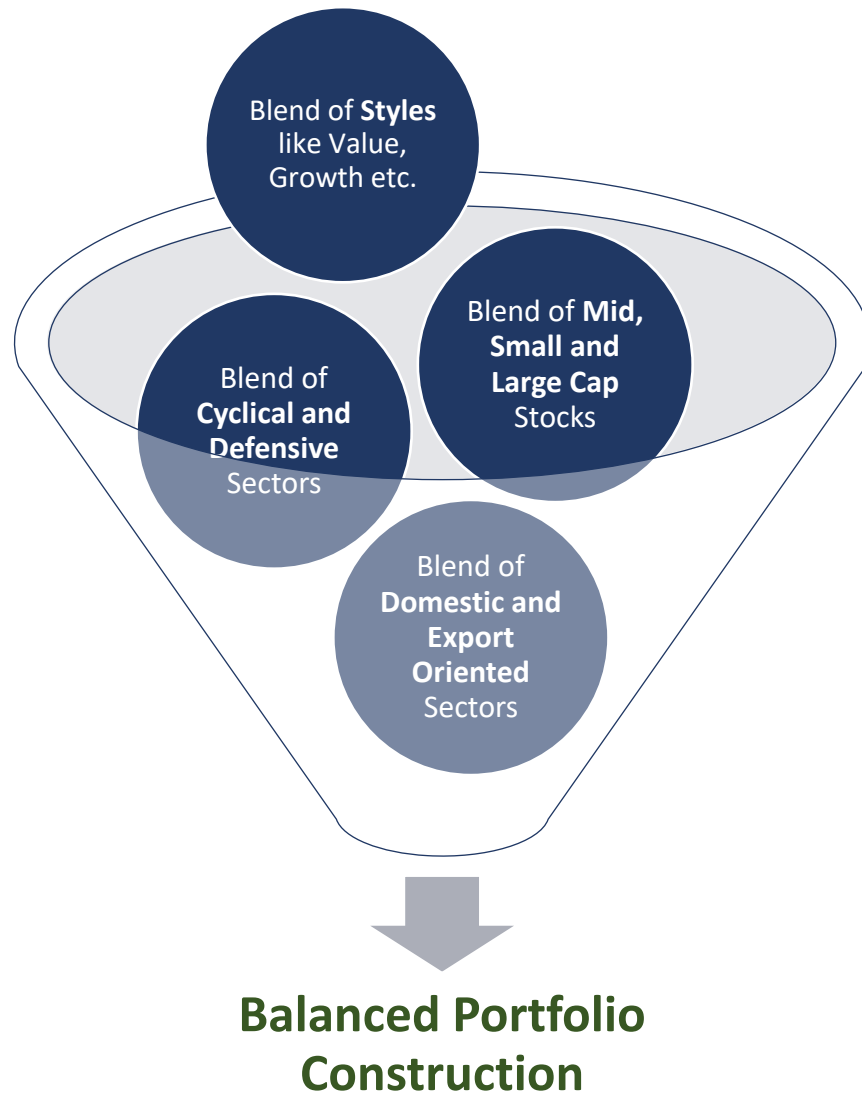 Blend of Styles
like Value,
Growth etc.
Blend of Mid,
Small and
Large Cap
Stocks
Blend of
Cyclical and
Defensive
Sectors
Blend of
Domestic and
Export
Oriented
Sectors
Balanced Portfolio
Construction